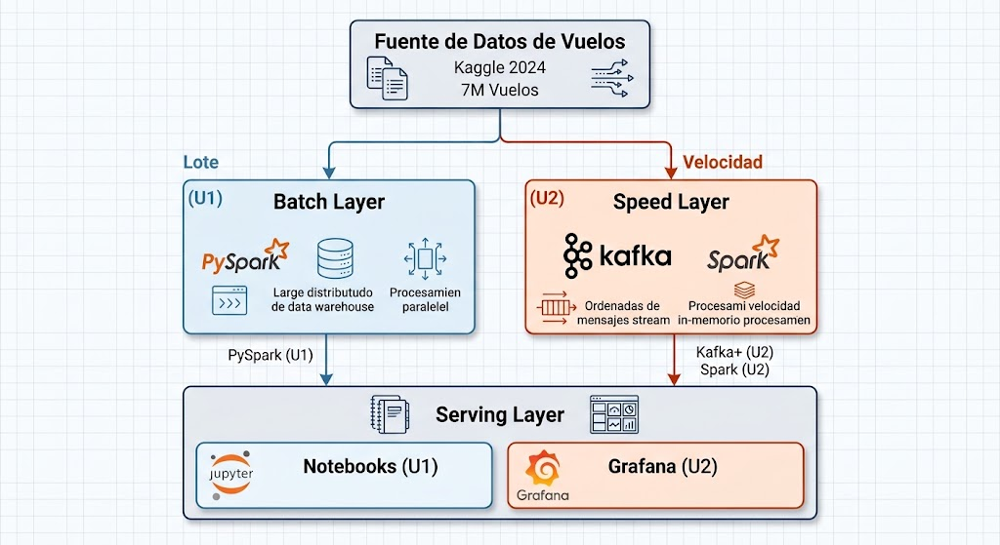 Fuente de Datos de Vuelos
Kaggle 2024
7M Vuelos
Lote
Velocidad
(U1)
Batch Layer
PySpark
>>>
Large distributudo
de data warehouse
Procesamien
paralelel
(U2)
Speed Layer
kafka
Spark
Ordenadas de
mensajes stream
Procesami velocidad
in-memorio procesamen
PySpark (U1)
Kafka+ (U2)
Spark (U2)
Serving Layer
jupyter
Notebooks (U1)
Grafana
Grafana (U2)